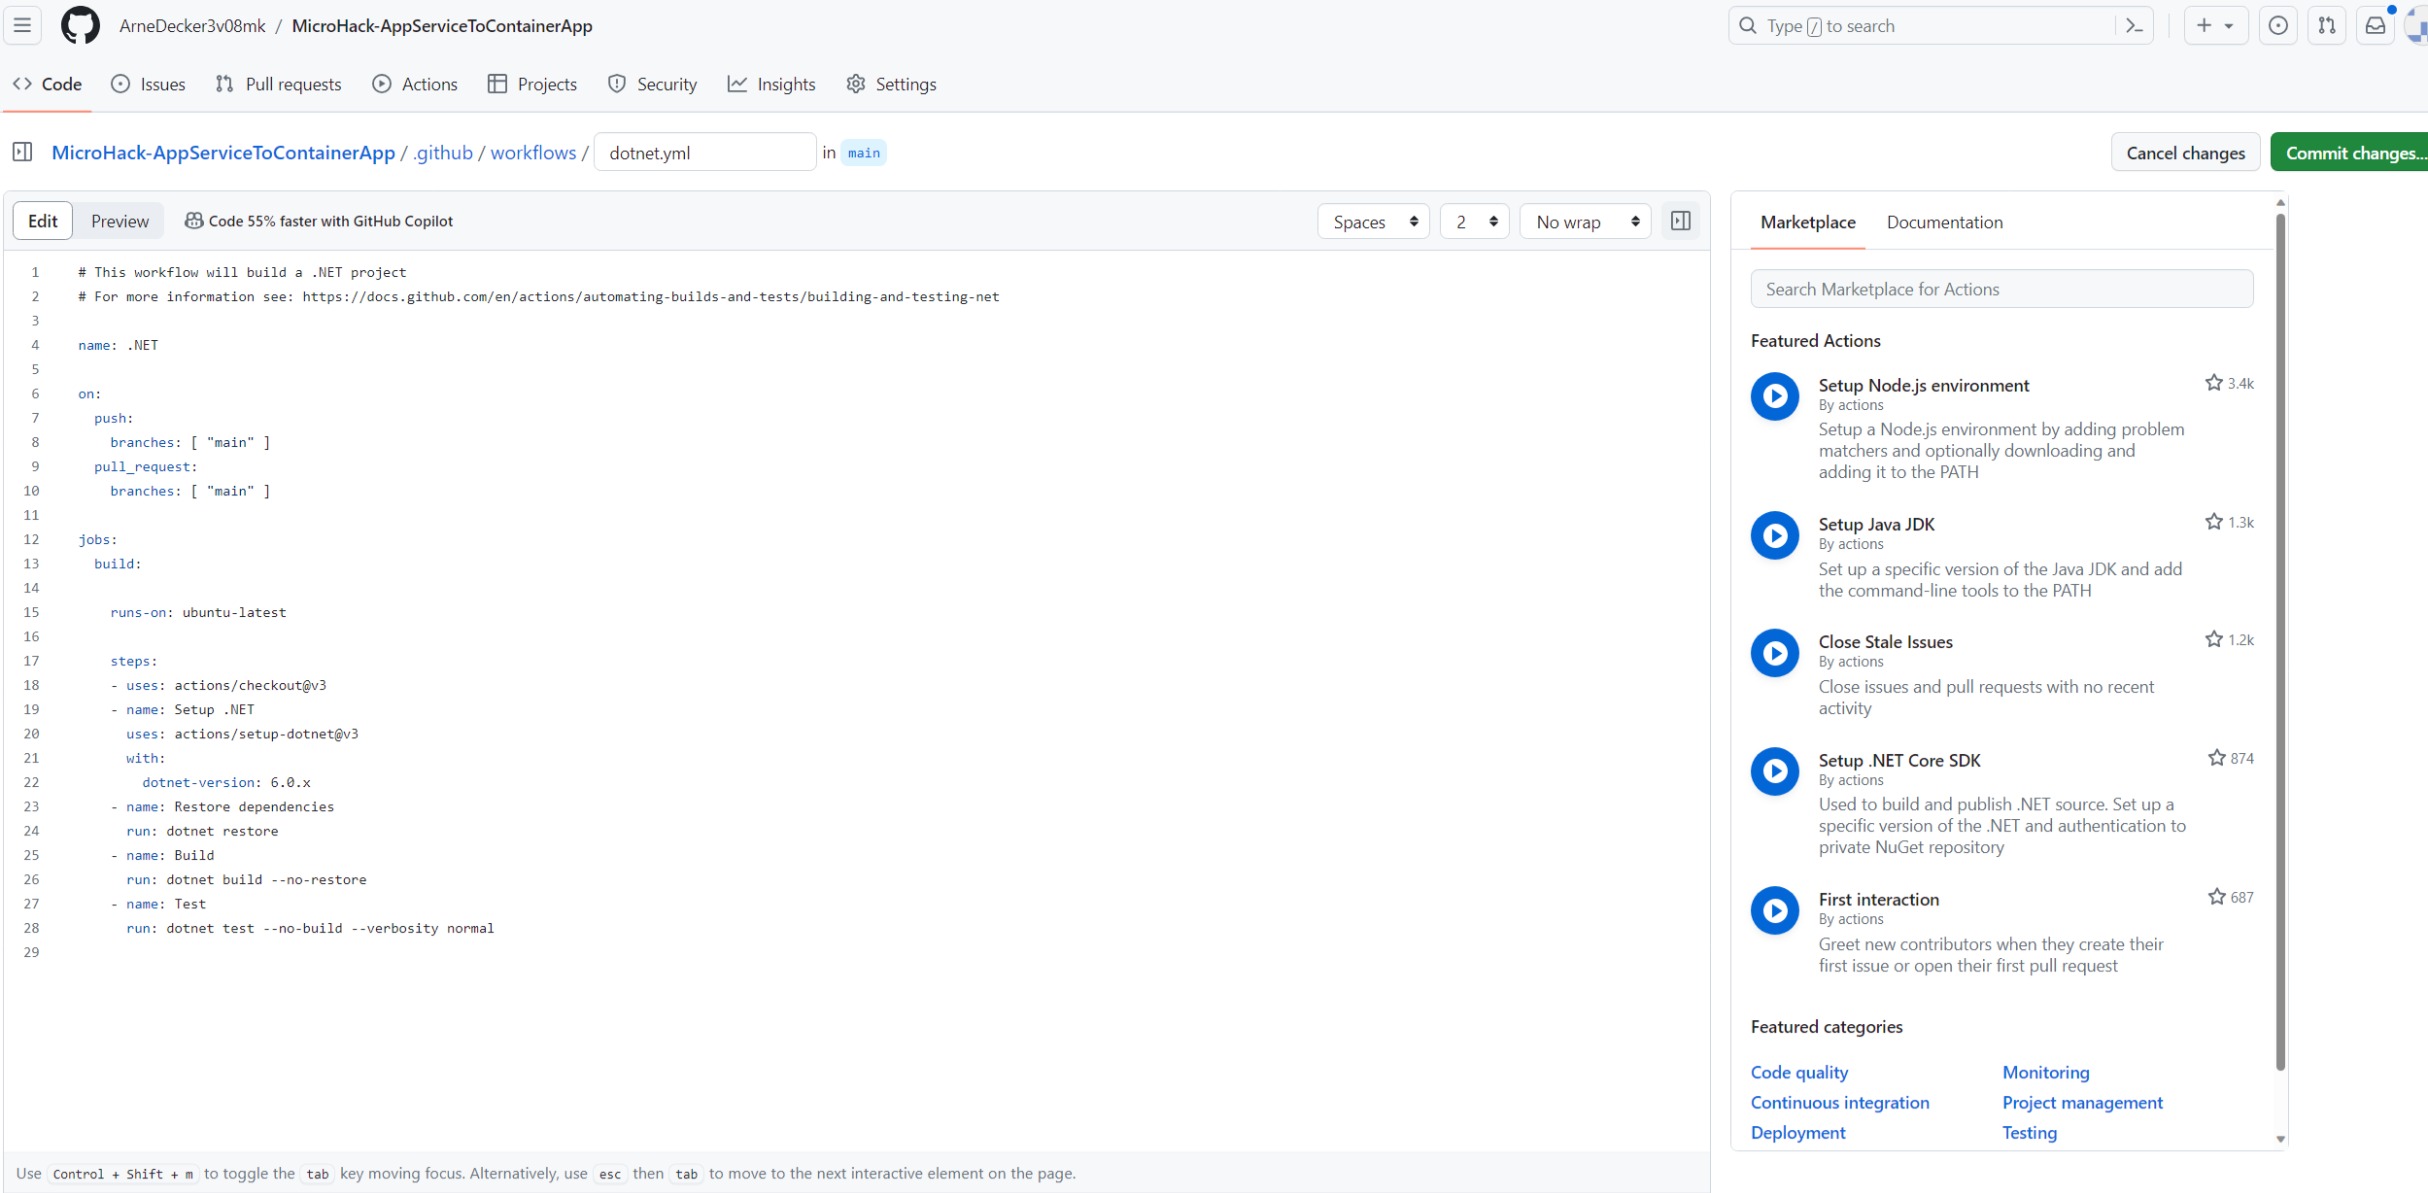 ArneDecker3v08mk / MicroHack-AppServiceToContainerApp
Type / to search
Code Issues Pull requests Actions Projects Security Insights Settings
MicroHack-AppServiceToContainerApp / .github / workflows / dotnet.yml in main
Cancel changes Commit changes...
Edit Preview Code 55% faster with GitHub Copilot
Spaces 2 No wrap
1 # This workflow will build a .NET project
2 # For more information see: https://docs.github.com/en/actions/automating-builds-and-tests/building-and-testing-net
3
4 name: .NET
5
6 on:
7 push:
8 branches: [ "main" ]
9 pull_request:
10 branches: [ "main" ]
11
12 jobs:
13 build:
14
15 runs-on: ubuntu-latest
16
17 steps:
18 - uses: actions/checkout@v3
19 - name: Setup .NET
20 uses: actions/setup-dotnet@v3
21 with:
22 dotnet-version: 6.0.x
23 - name: Restore dependencies
24 run: dotnet restore
25 - name: Build
26 run: dotnet build --no-restore
27 - name: Test
28 run: dotnet test --no-build --verbosity normal
29
Use Control + Shift + m to toggle the tab key moving focus. Alternatively, use esc then tab to move to the next interactive element on the page.
Marketplace Documentation
Search Marketplace for Actions
Featured Actions
Setup Node.js environment 3.4k
By actions
Setup a Node.js environment by adding problem
matchers and optionally downloading and
adding it to the PATH
Setup Java JDK 1.3k
By actions
Set up a specific version of the Java JDK and add
the command-line tools to the PATH
Close Stale Issues 1.2k
By actions
Close issues and pull requests with no recent
activity
Setup .NET Core SDK 874
By actions
Used to build and publish .NET source. Set up a
specific version of the .NET and authentication to
private NuGet repository
First interaction 687
By actions
Greet new contributors when they create their
first issue or open their first pull request
Featured categories
Code quality Monitoring
Continuous integration Project management
Deployment Testing